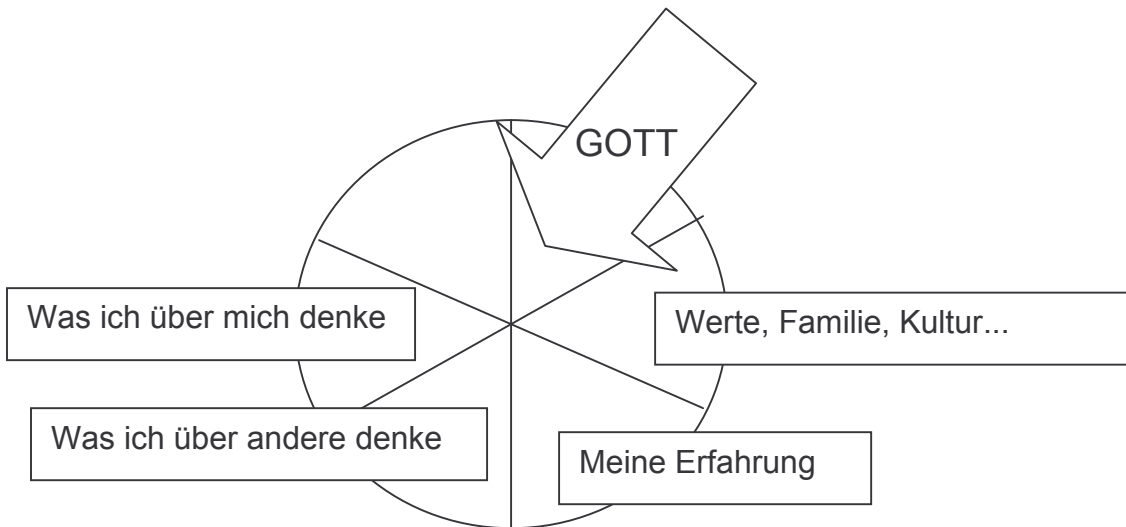 GOTT
Was ich über mich denke
Werte, Familie, Kultur...
Was ich über andere denke
Meine Erfahrung